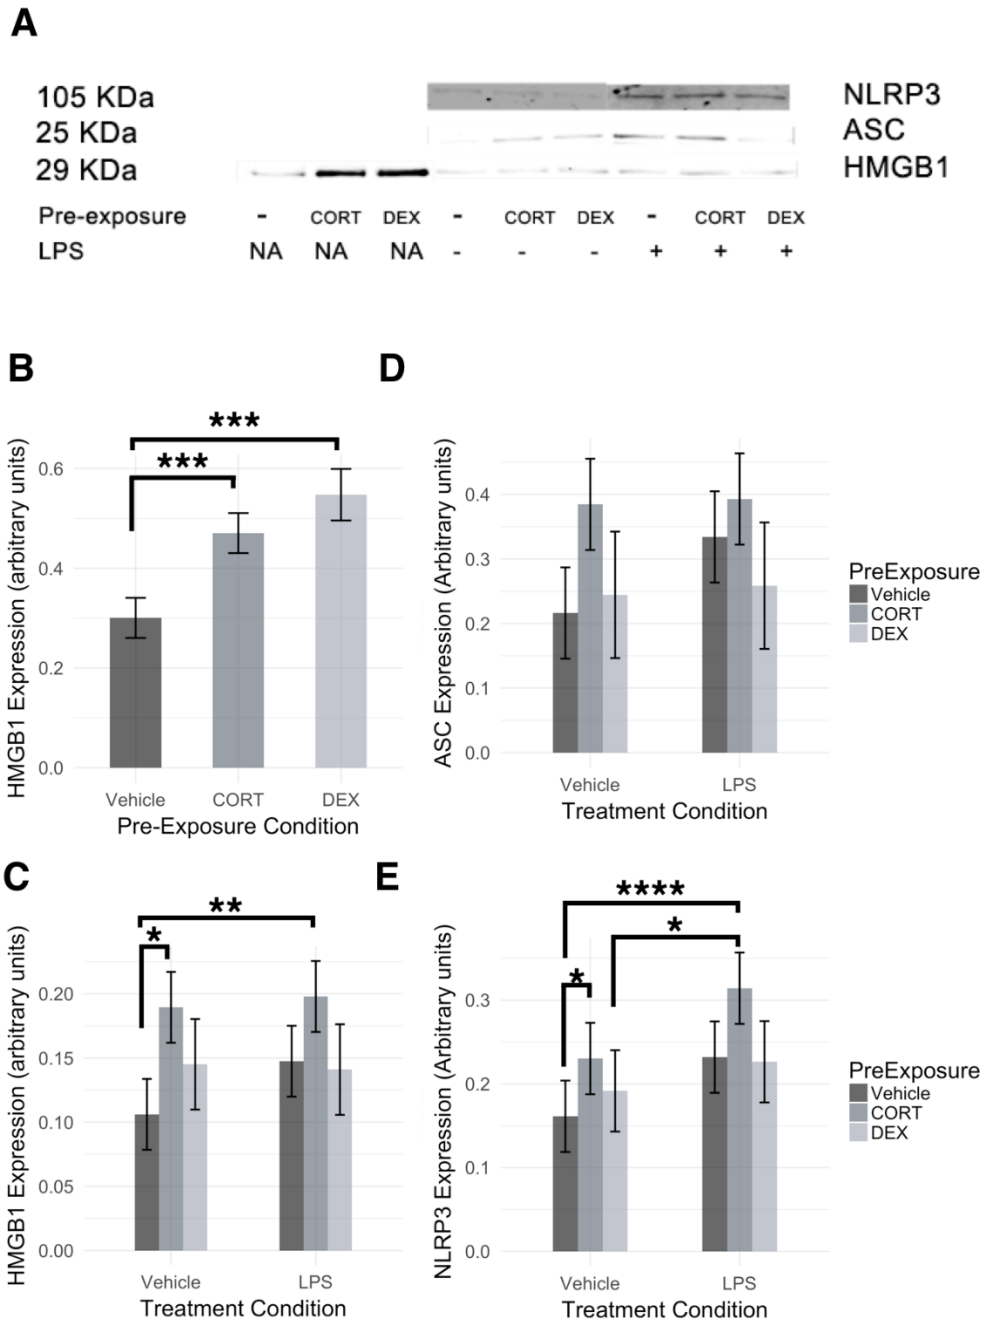 A
105 KDa NLRP3
25 KDa ASC
29 KDa HMGB1
Pre-exposure - CORT DEX - CORT DEX - CORT DEX
LPS NA NA NA - - - + + +
B
HMGB1 Expression (arbitrary units)
0.6
0.4
0.2
0.0
***
***
Vehicle CORT DEX
Pre-Exposure Condition
D
ASC Expression (Arbitrary units)
0.4
0.3
0.2
0.1
0.0
Vehicle LPS
Treatment Condition
PreExposure
Vehicle
CORT
DEX
C
HMGB1 Expression (arbitrary units)
0.20
0.15
0.10
0.05
0.00
**
*
Vehicle LPS
Treatment Condition
E
NLRP3 Expression (Arbitrary units)
0.3
0.2
0.1
0.0
****
*
*
Vehicle LPS
Treatment Condition
PreExposure
Vehicle
CORT
DEX